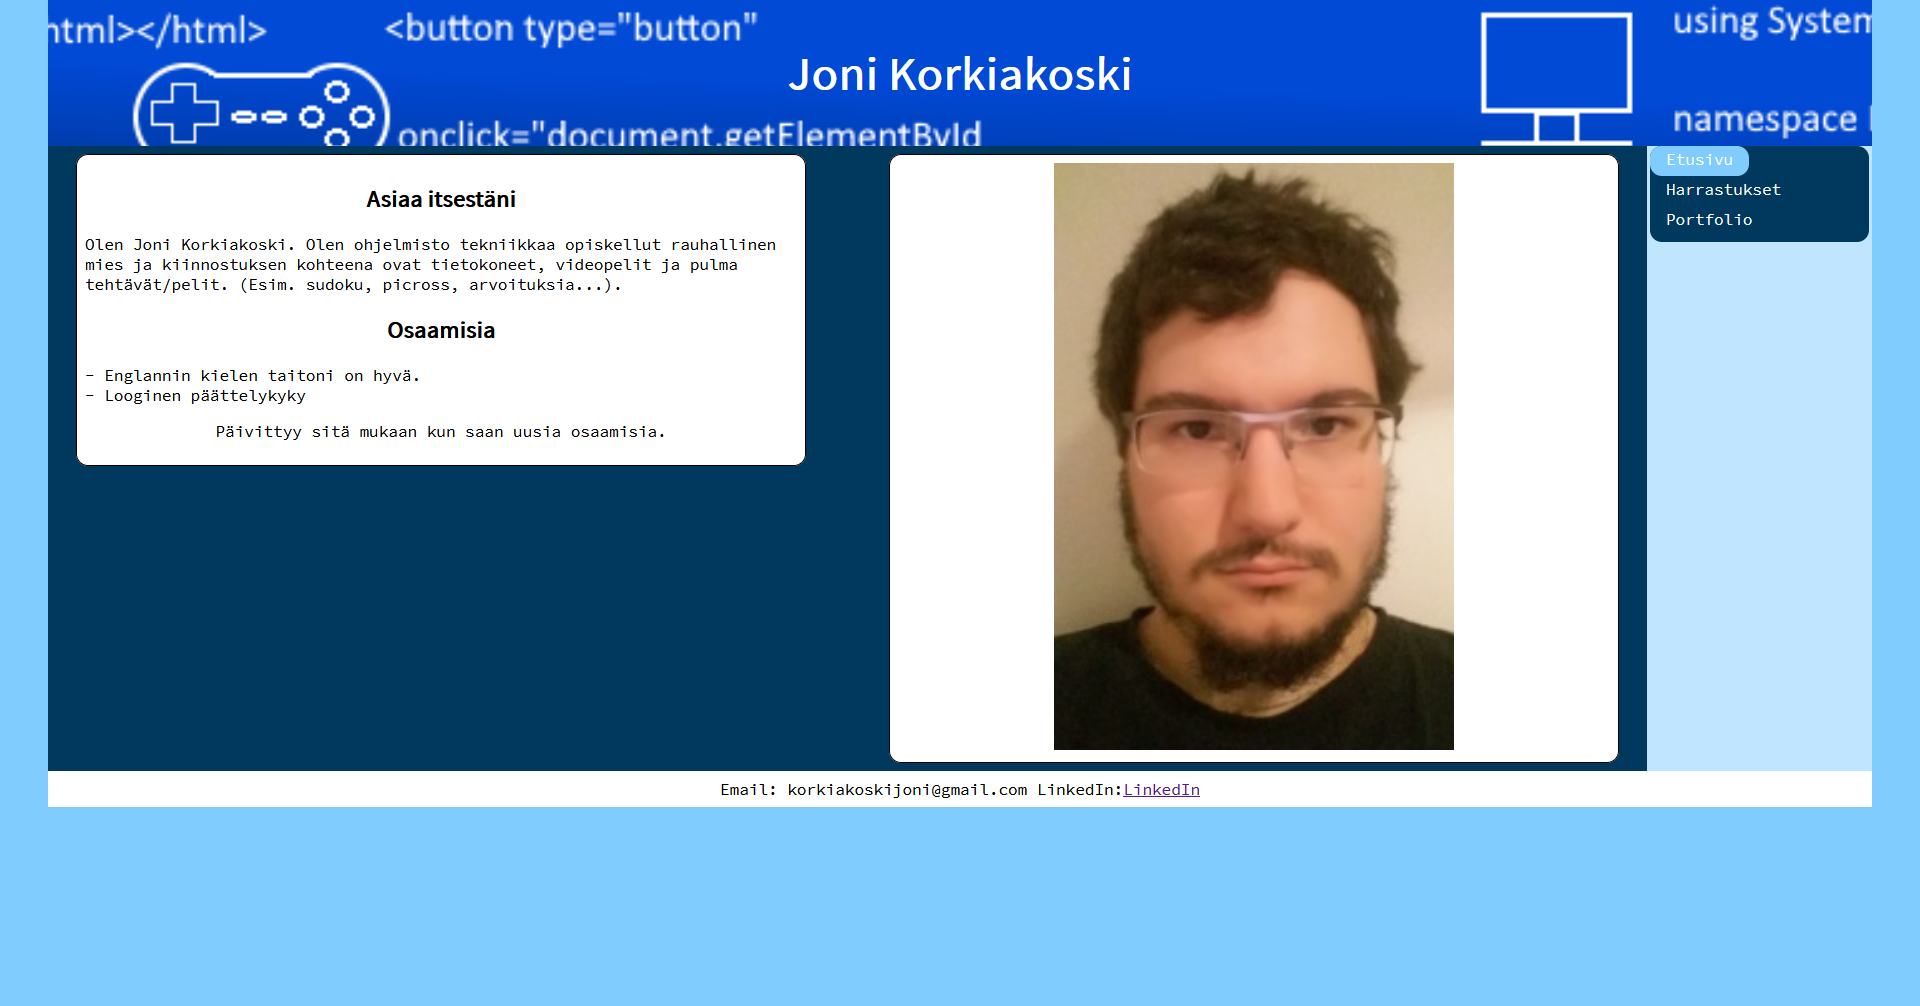 html></html>
<button type="button"
using System
Joni Korkiakoski
onclick="document.getElementById
namespace
Etusivu
Harrastukset
Portfolio
Asiaa itsestäni
Olen Joni Korkiakoski. Olen ohjelmisto tekniikkaa opiskellut rauhallinen
mies ja kiinnostuksen kohteena ovat tietokoneet, videopelit ja pulma
tehtävät/pelit. (Esim. sudoku, picross, arvoituksia...).
Osaamisia
- Englannin kielen taitoni on hyvä.
- Looginen päättelykyky
Päivittyy sitä mukaan kun saan uusia osaamisia.
Email: korkiakoskijoni@gmail.com LinkedIn:LinkedIn